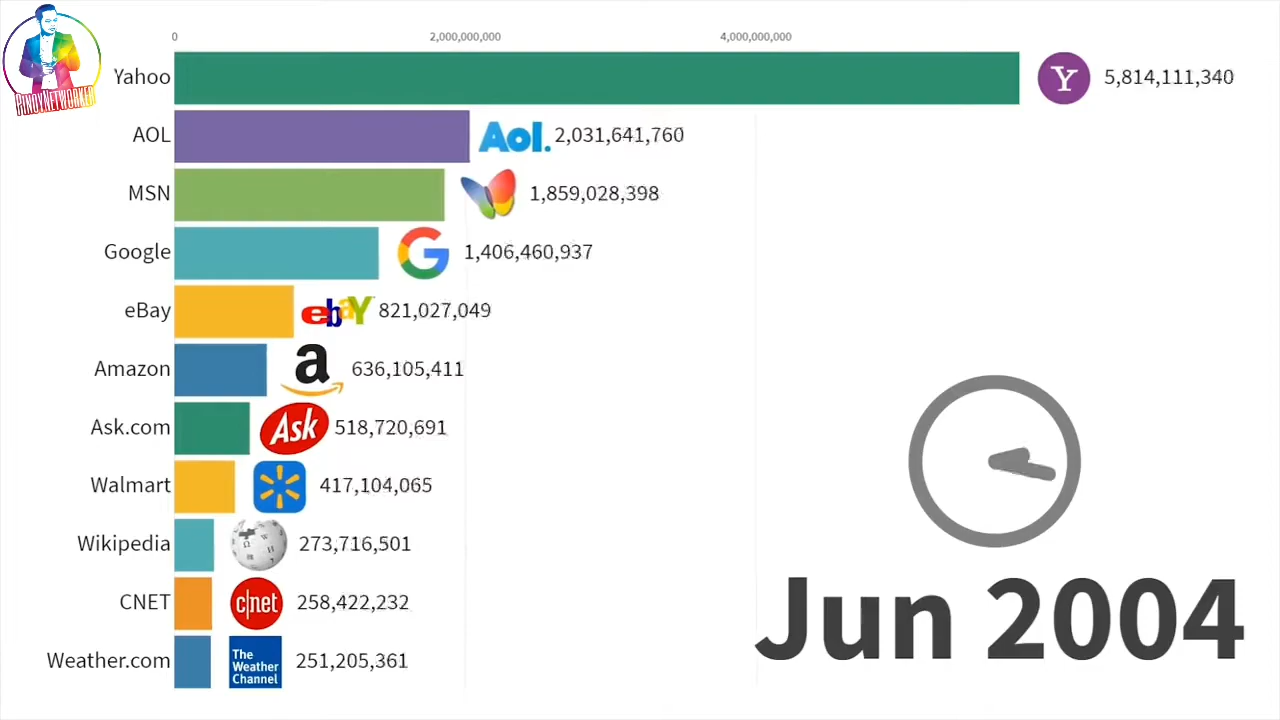 PINOYNETWORKER
0 2,000,000,000 4,000,000,000
Yahoo Y 5,814,111,340
AOL Aol. 2,031,641,760
MSN 1,859,028,398
Google G 1,406,460,937
eBay ebaY 821,027,049
Amazon a 636,105,411
Ask.com Ask 518,720,691
Walmart 417,104,065
Wikipedia 273,716,501
CNET c|net 258,422,232
Weather.com The Weather Channel 251,205,361
Jun 2004